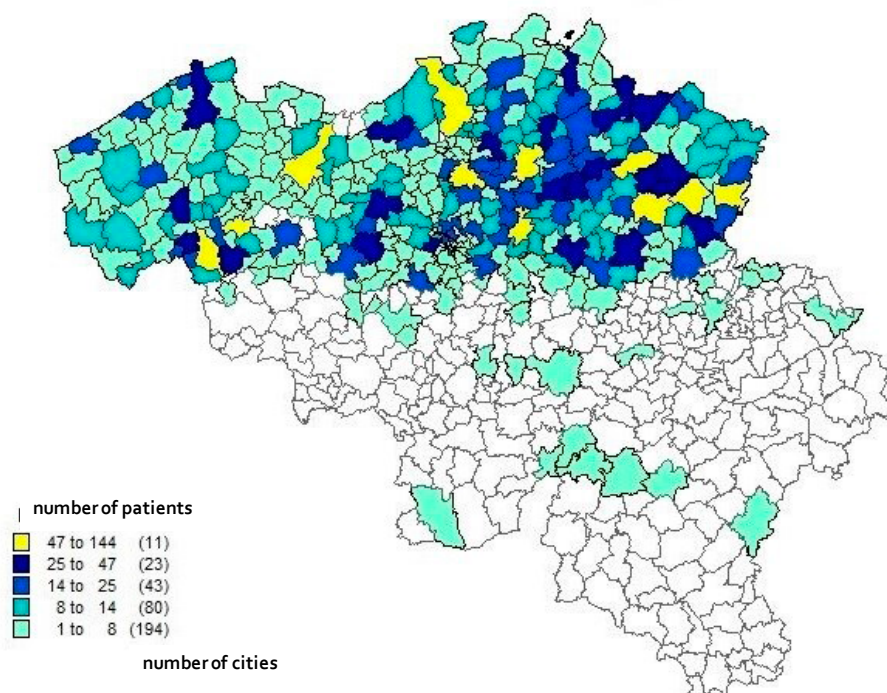 number of patients
47 to 144 (11)
25 to 47 (23)
14 to 25 (43)
8 to 14 (80)
1 to 8 (194)
number of cities